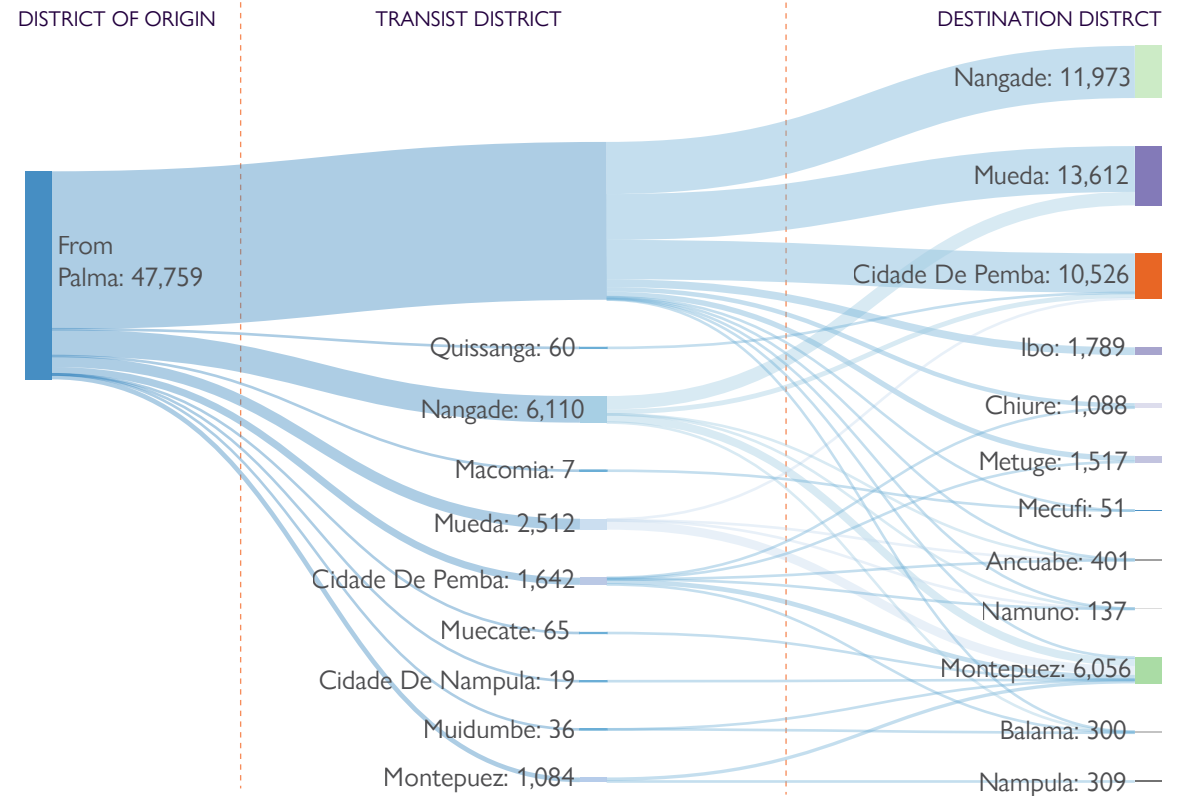 DISTRICT OF ORIGIN
TRANSIST DISTRICT
DESTINATION DISTRCT
From
Palma: 47,759
Quissanga: 60
Nangade: 6,110
Macomia: 7
Mueda: 2,512
Cidade De Pemba: 1,642
Muecate: 65
Cidade De Nampula: 19
Muidumbe: 36
Montepuez: 1,084
Nangade: 11,973
Mueda: 13,612
Cidade De Pemba: 10,526
Ibo: 1,789
Chiure: 1,088
Metuge: 1,517
Mecufi: 51
Ancuabe: 401
Namuno: 137
Montepuez: 6,056
Balama: 300
Nampula: 309